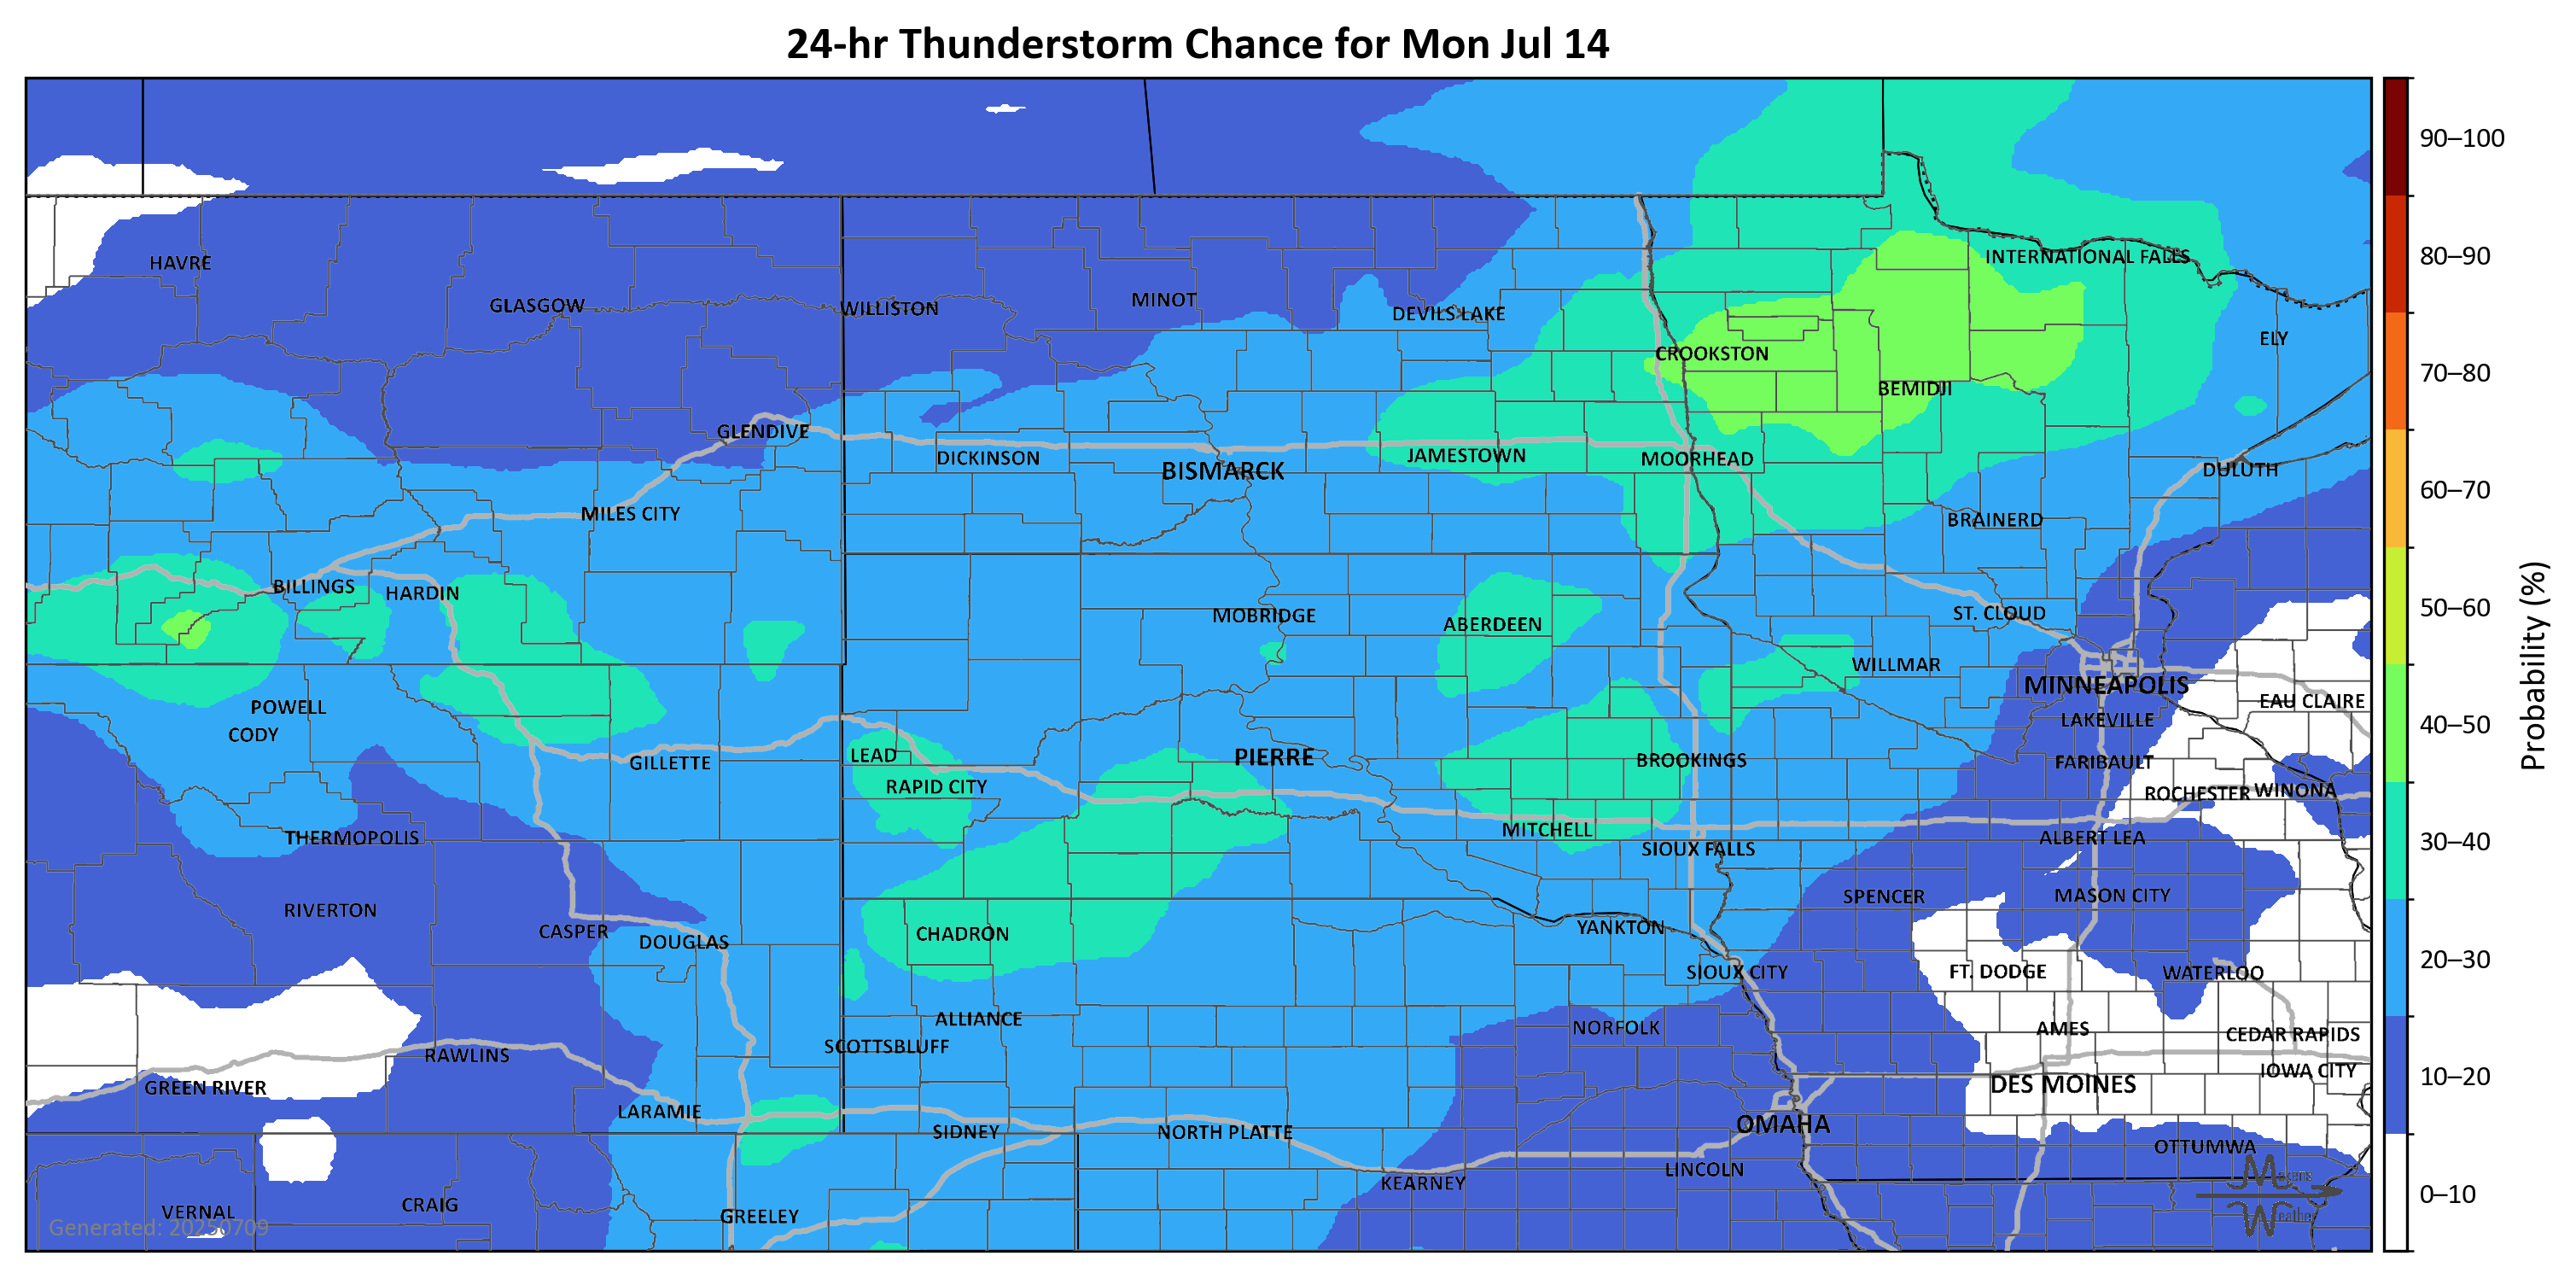 24-hr Thunderstorm Chance for Mon Jul 14
90–100
INTERNATIONAL FALLS
80–90
HAVRE
GLASGOW
WILLISTON
MINOT
DEVILS LAKE
ELY
CROOKSTON
70–80
BEMIDJI
GLENDIVE
DICKINSON
BISMARCK
JAMESTOWN
MOORHEAD
DULUTH
60–70
MILES CITY
BRAINERD
BILLINGS
HARDIN
MOBRIDGE
ABERDEEN
ST. CLOUD
50–60
WILLMAR
MINNEAPOLIS
POWELL
EAU CLAIRE
LAKEVILLE
40–50
CODY
GILLETTE
LEAD
PIERRE
BROOKINGS
FARIBAULT
Probability (%)
RAPID CITY
ROCHESTER
WINONA
THERMOPOLIS
MITCHELL
SIOUX FALLS
ALBERT LEA
30–40
RIVERTON
SPENCER
MASON CITY
CASPER
DOUGLAS
CHADRON
YANKTON
20–30
SIOUX CITY
FT. DODGE
WATERLOO
ALLIANCE
NORFOLK
AMES
CEDAR RAPIDS
SCOTTSBLUFF
RAWLINS
IOWA CITY
GREEN RIVER
DES MOINES
10–20
LARAMIE
SIDNEY
NORTH PLATTE
OMAHA
OTTUMWA
LINCOLN
KEARNEY
0–10
VERNAL
CRAIG
GREELEY
Generated: 20250709
Weather